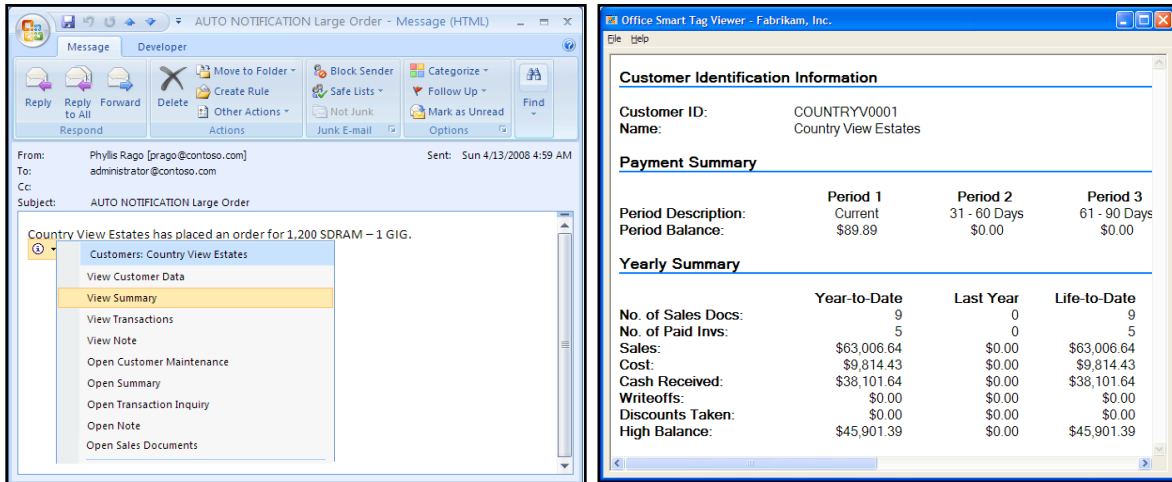 AUTO NOTIFICATION Large Order - Message (HTML)
Message Developer
Reply
Reply to All
Forward
Respond
Delete
Move to Folder
Create Rule
Other Actions
Actions
Block Sender
Safe Lists
Not Junk
Junk E-mail
Categorize
Follow Up
Mark as Unread
Options
Find
From: Phyllis Rago [prago@contoso.com] Sent: Sun 4/13/2008 4:59 AM
To: administrator@contoso.com
Cc:
Subject: AUTO NOTIFICATION Large Order
Country View Estates has placed an order for 1,200 SDRAM – 1 GIG.
Customers: Country View Estates
View Customer Data
View Summary
View Transactions
View Note
Open Customer Maintenance
Open Summary
Open Transaction Inquiry
Open Note
Open Sales Documents
Office Smart Tag Viewer - Fabrikam, Inc.
File Help
Customer Identification Information
Customer ID: COUNTRYV0001
Name: Country View Estates
Payment Summary
Period 1 Period 2 Period 3
Period Description: Current 31 - 60 Days 61 - 90 Days
Period Balance: $89.89 $0.00 $0.00
Yearly Summary
Year-to-Date Last Year Life-to-Date
No. of Sales Docs: 9 0 9
No. of Paid Invs: 5 0 5
Sales: $63,006.64 $0.00 $63,006.64
Cost: $9,814.43 $0.00 $9,814.43
Cash Received: $38,101.64 $0.00 $38,101.64
Writeoffs: $0.00 $0.00 $0.00
Discounts Taken: $0.00 $0.00 $0.00
High Balance: $45,901.39 $0.00 $45,901.39